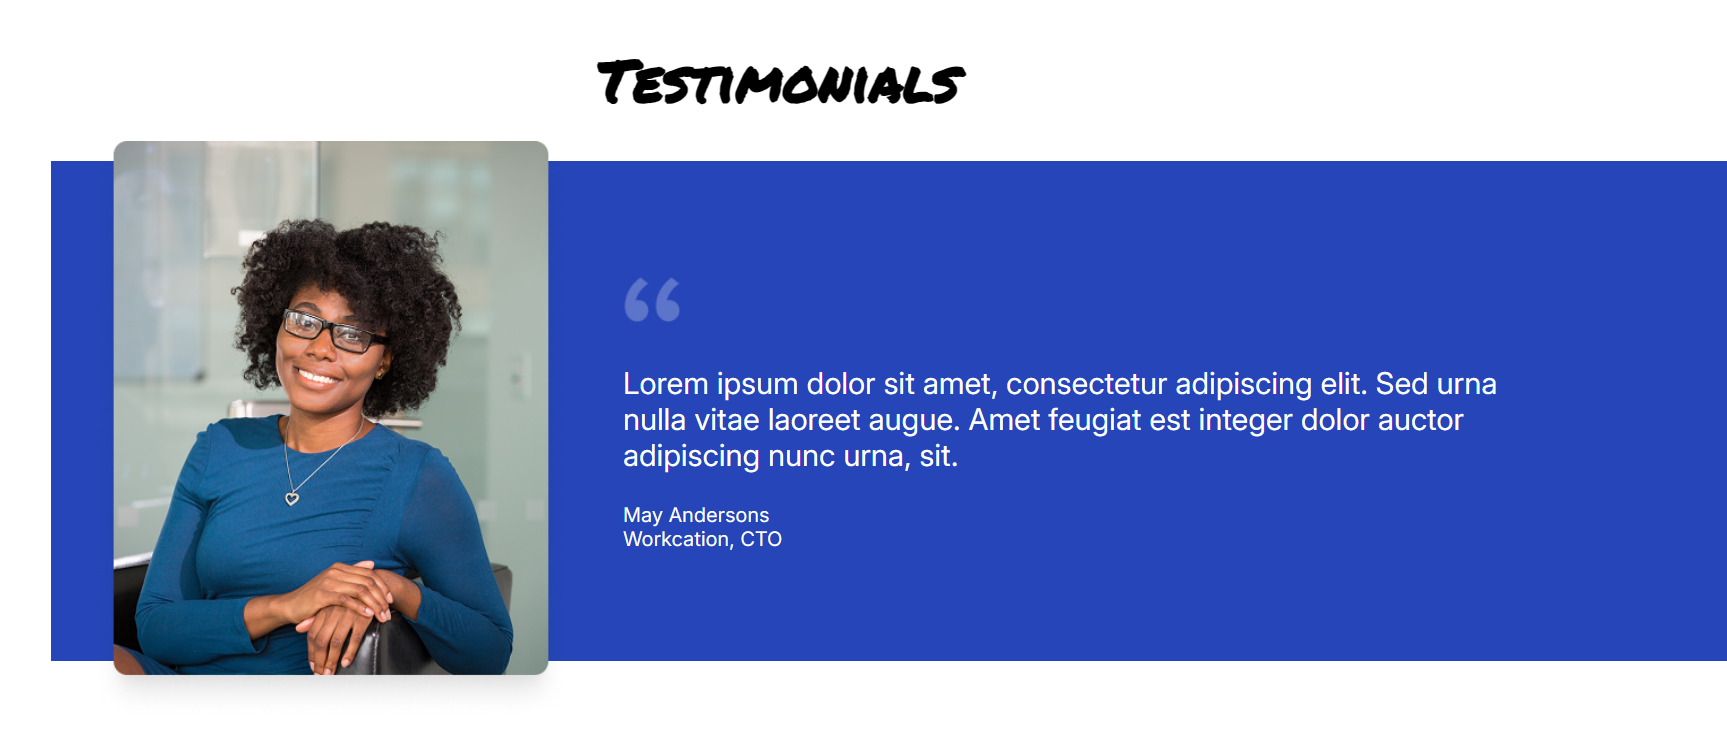 Testimonials
“
Lorem ipsum dolor sit amet, consectetur adipiscing elit. Sed urna
nulla vitae laoreet augue. Amet feugiat est integer dolor auctor
adipiscing nunc urna, sit.
May Andersons
Workcation, CTO